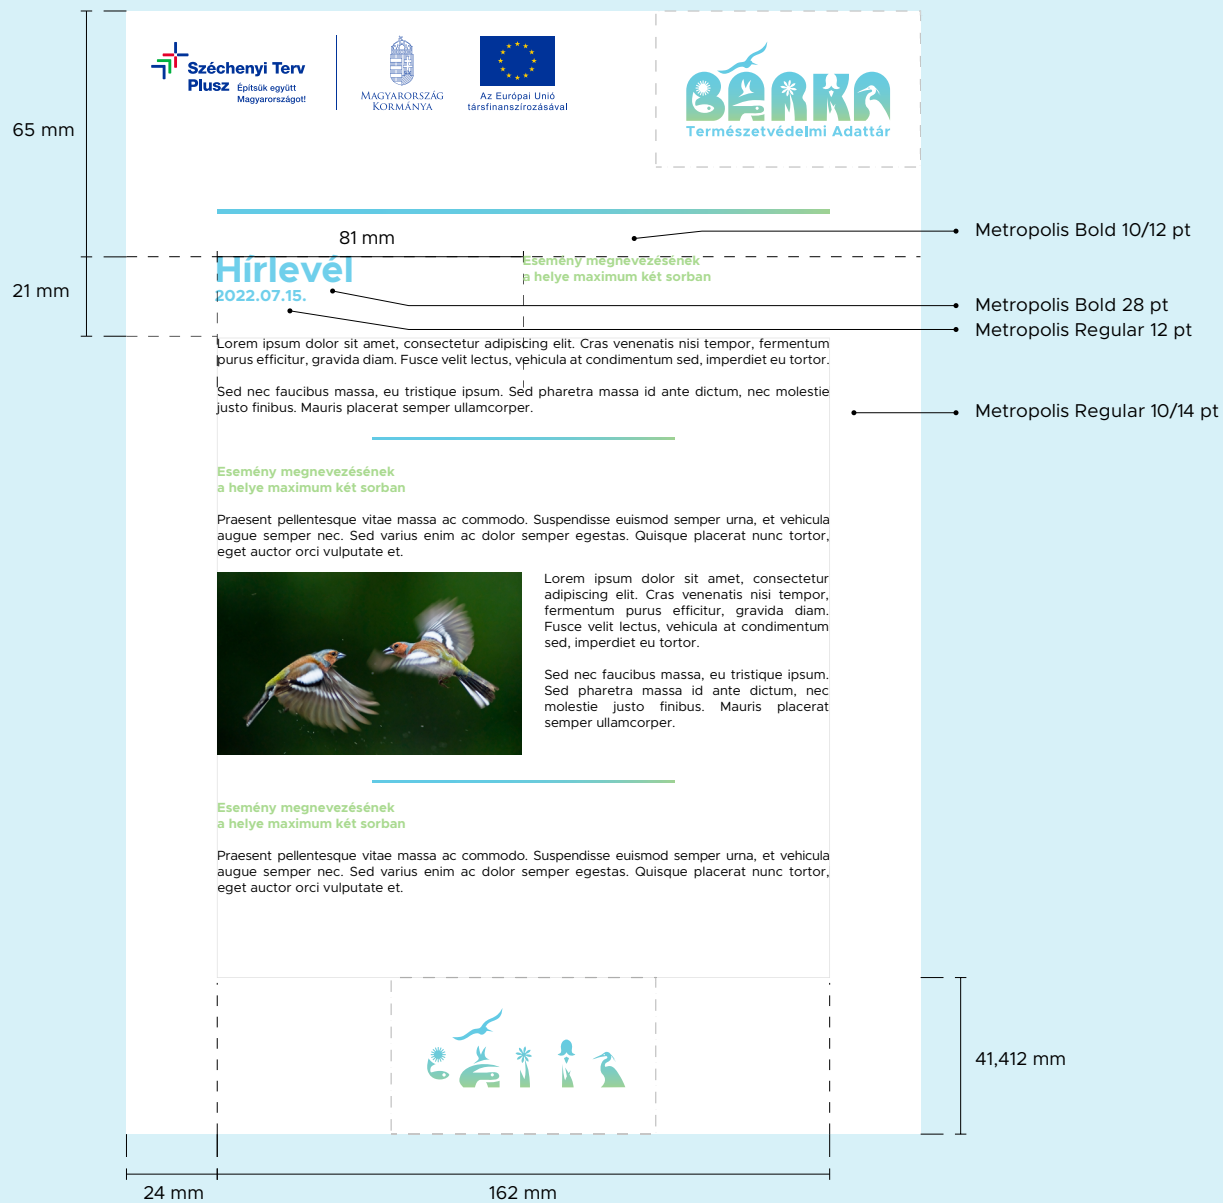 Széchenyi Terv
Plusz Építsük együtt
Magyarországot!
MAGYARORSZÁG
KORMÁNYA
Az Európai Unió
társfinanszírozásával
BÁRKA
Természetvédelmi Adattár
65 mm
81 mm
Metropolis Bold 10/12 pt
21 mm
Hírlevél
2022.07.15.
Esemény megnevezésének
a helye maximum két sorban
Metropolis Bold 28 pt
Metropolis Regular 12 pt
Lorem ipsum dolor sit amet, consectetur adipiscing elit. Cras venenatis nisi tempor, fermentum
purus efficitur, gravida diam. Fusce velit lectus, vehicula at condimentum sed, imperdiet eu tortor.
Sed nec faucibus massa, eu tristique ipsum. Sed pharetra massa id ante dictum, nec molestie
justo finibus. Mauris placerat semper ullamcorper.
Metropolis Regular 10/14 pt
Esemény megnevezésének
a helye maximum két sorban
Praesent pellentesque vitae massa ac commodo. Suspendisse euismod semper urna, et vehicula
augue semper nec. Sed varius enim ac dolor semper egestas. Quisque placerat nunc tortor,
eget auctor orci vulputate et.
Lorem ipsum dolor sit amet, consectetur
adipiscing elit. Cras venenatis nisi tempor,
fermentum purus efficitur, gravida diam.
Fusce velit lectus, vehicula at condimentum
sed, imperdiet eu tortor.
Sed nec faucibus massa, eu tristique ipsum.
Sed pharetra massa id ante dictum, nec
molestie justo finibus. Mauris placerat
semper ullamcorper.
Esemény megnevezésének
a helye maximum két sorban
Praesent pellentesque vitae massa ac commodo. Suspendisse euismod semper urna, et vehicula
augue semper nec. Sed varius enim ac dolor semper egestas. Quisque placerat nunc tortor,
eget auctor orci vulputate et.
41,412 mm
24 mm
162 mm